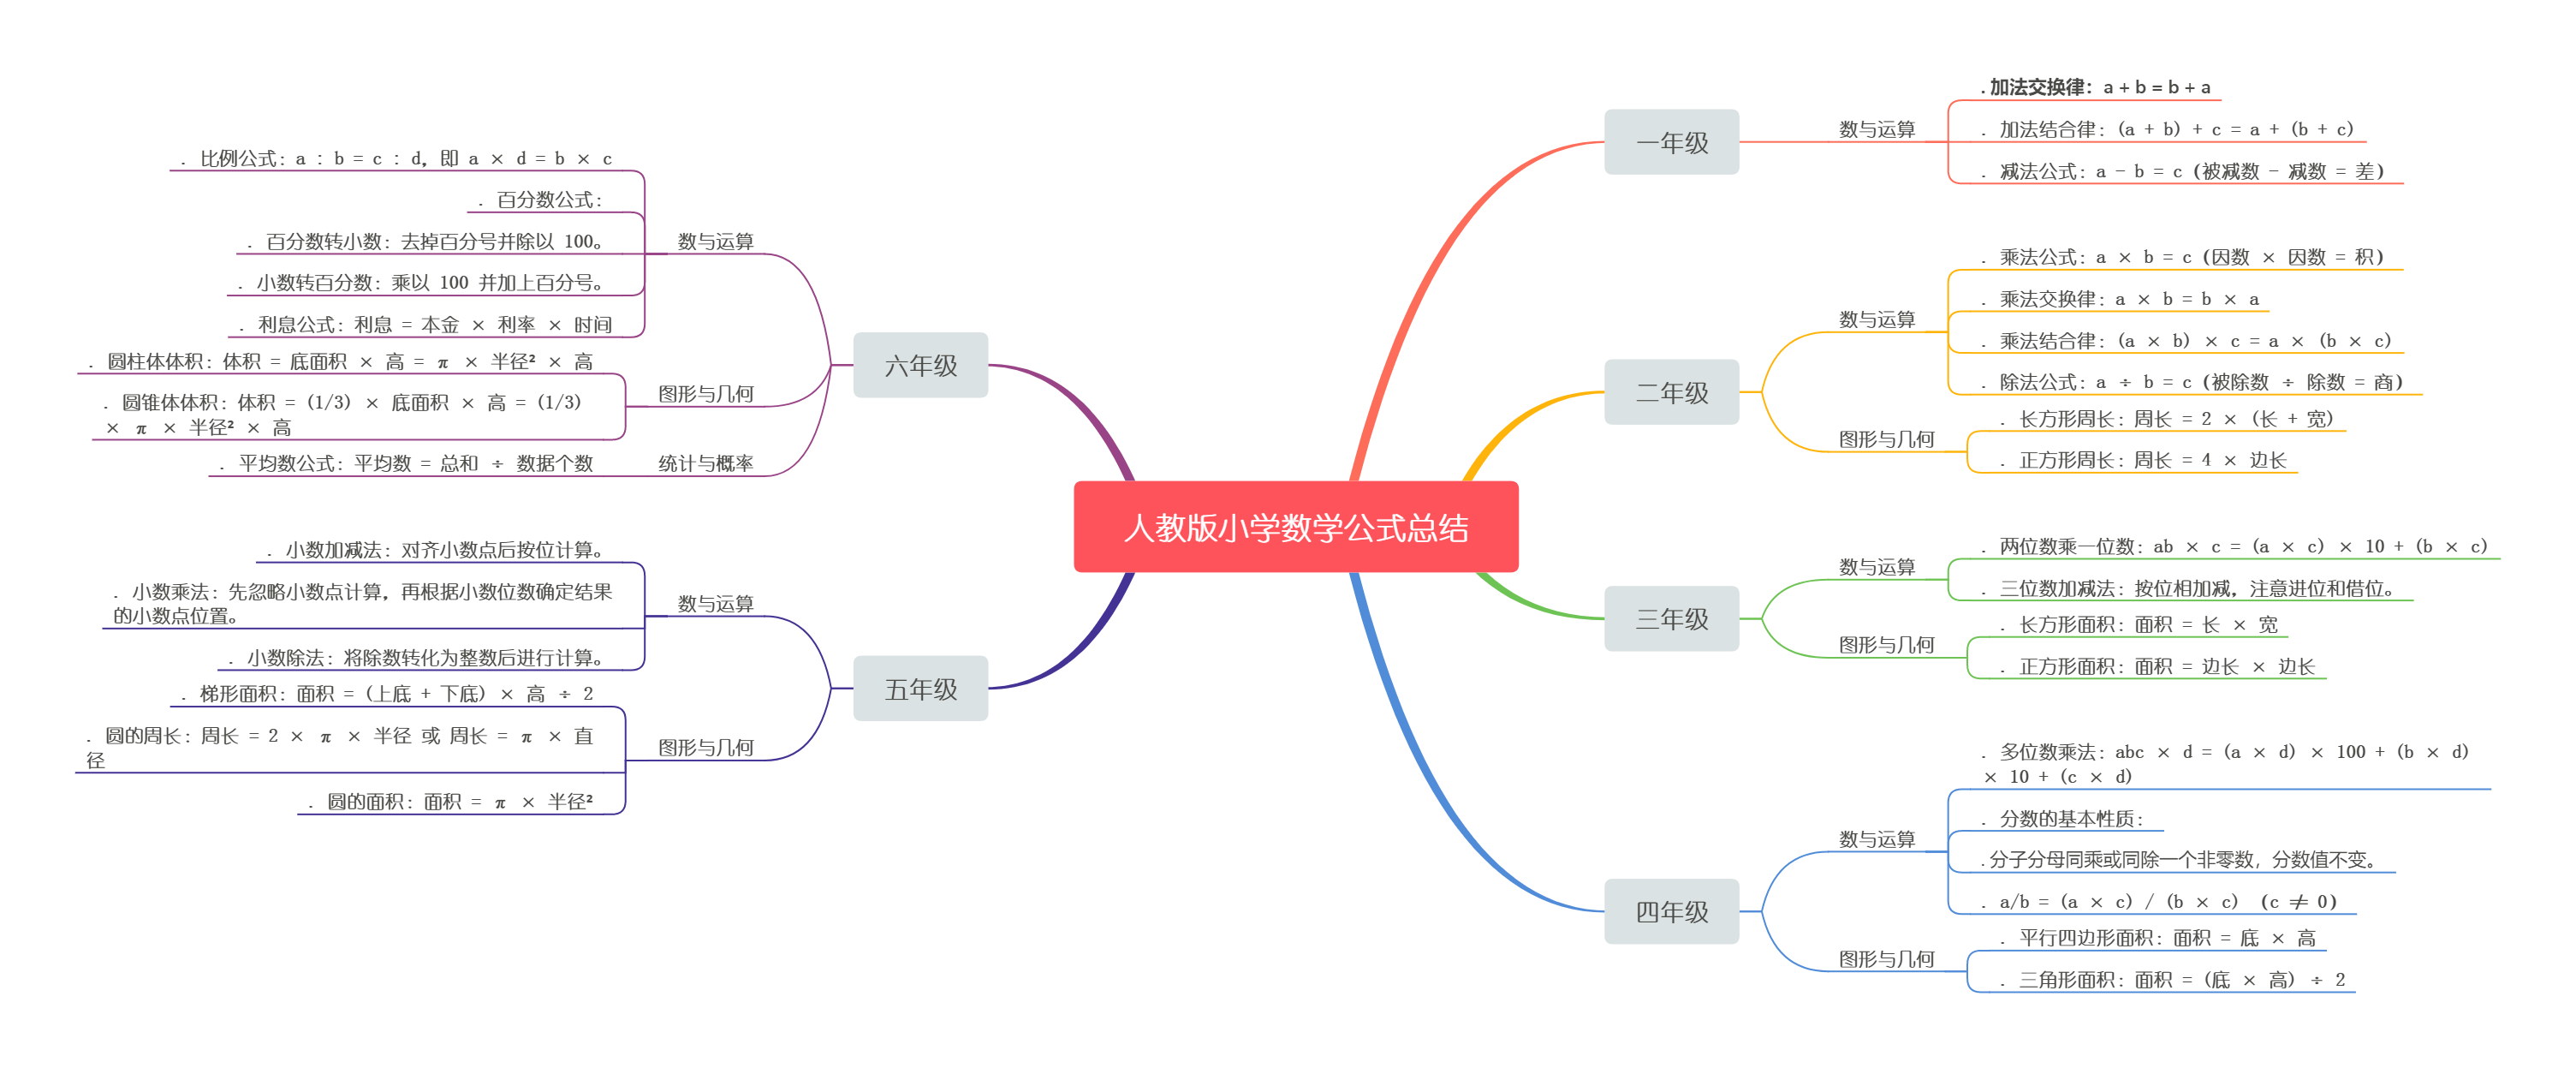 人教版小学数学公式总结
一年级
数与运算
. 加法交换律：a + b = b + a
. 加法结合律：(a + b) + c = a + (b + c)
. 减法公式：a - b = c（被减数 - 减数 = 差）
二年级
数与运算
. 乘法公式：a × b = c（因数 × 因数 = 积）
. 乘法交换律：a × b = b × a
. 乘法结合律：(a × b) × c = a × (b × c)
. 除法公式：a ÷ b = c（被除数 ÷ 除数 = 商）
图形与几何
. 长方形周长：周长 = 2 × (长 + 宽)
. 正方形周长：周长 = 4 × 边长
三年级
数与运算
. 两位数乘一位数：ab × c = (a × c) × 10 + (b × c)
. 三位数加减法：按位相加减，注意进位和借位。
图形与几何
. 长方形面积：面积 = 长 × 宽
. 正方形面积：面积 = 边长 × 边长
四年级
数与运算
. 多位数乘法：abc × d = (a × d) × 100 + (b × d)
× 10 + (c × d)
. 分数的基本性质：
. 分子分母同乘或同除一个非零数，分数值不变。
. a/b = (a × c) / (b × c) （c ≠ 0）
图形与几何
. 平行四边形面积：面积 = 底 × 高
. 三角形面积：面积 = (底 × 高) ÷ 2
五年级
数与运算
. 小数加减法：对齐小数点后按位计算。
. 小数乘法：先忽略小数点计算，再根据小数位数确定结果
的小数点位置。
. 小数除法：将除数转化为整数后进行计算。
图形与几何
. 梯形面积：面积 = (上底 + 下底) × 高 ÷ 2
. 圆的周长：周长 = 2 × π × 半径 或 周长 = π × 直
径
. 圆的面积：面积 = π × 半径²
六年级
数与运算
. 比例公式：a : b = c : d，即 a × d = b × c
. 百分数公式：
. 百分数转小数：去掉百分号并除以 100。
. 小数转百分数：乘以 100 并加上百分号。
. 利息公式：利息 = 本金 × 利率 × 时间
图形与几何
. 圆柱体体积：体积 = 底面积 × 高 = π × 半径² × 高
. 圆锥体体积：体积 = (1/3) × 底面积 × 高 = (1/3)
× π × 半径² × 高
统计与概率
. 平均数公式：平均数 = 总和 ÷ 数据个数